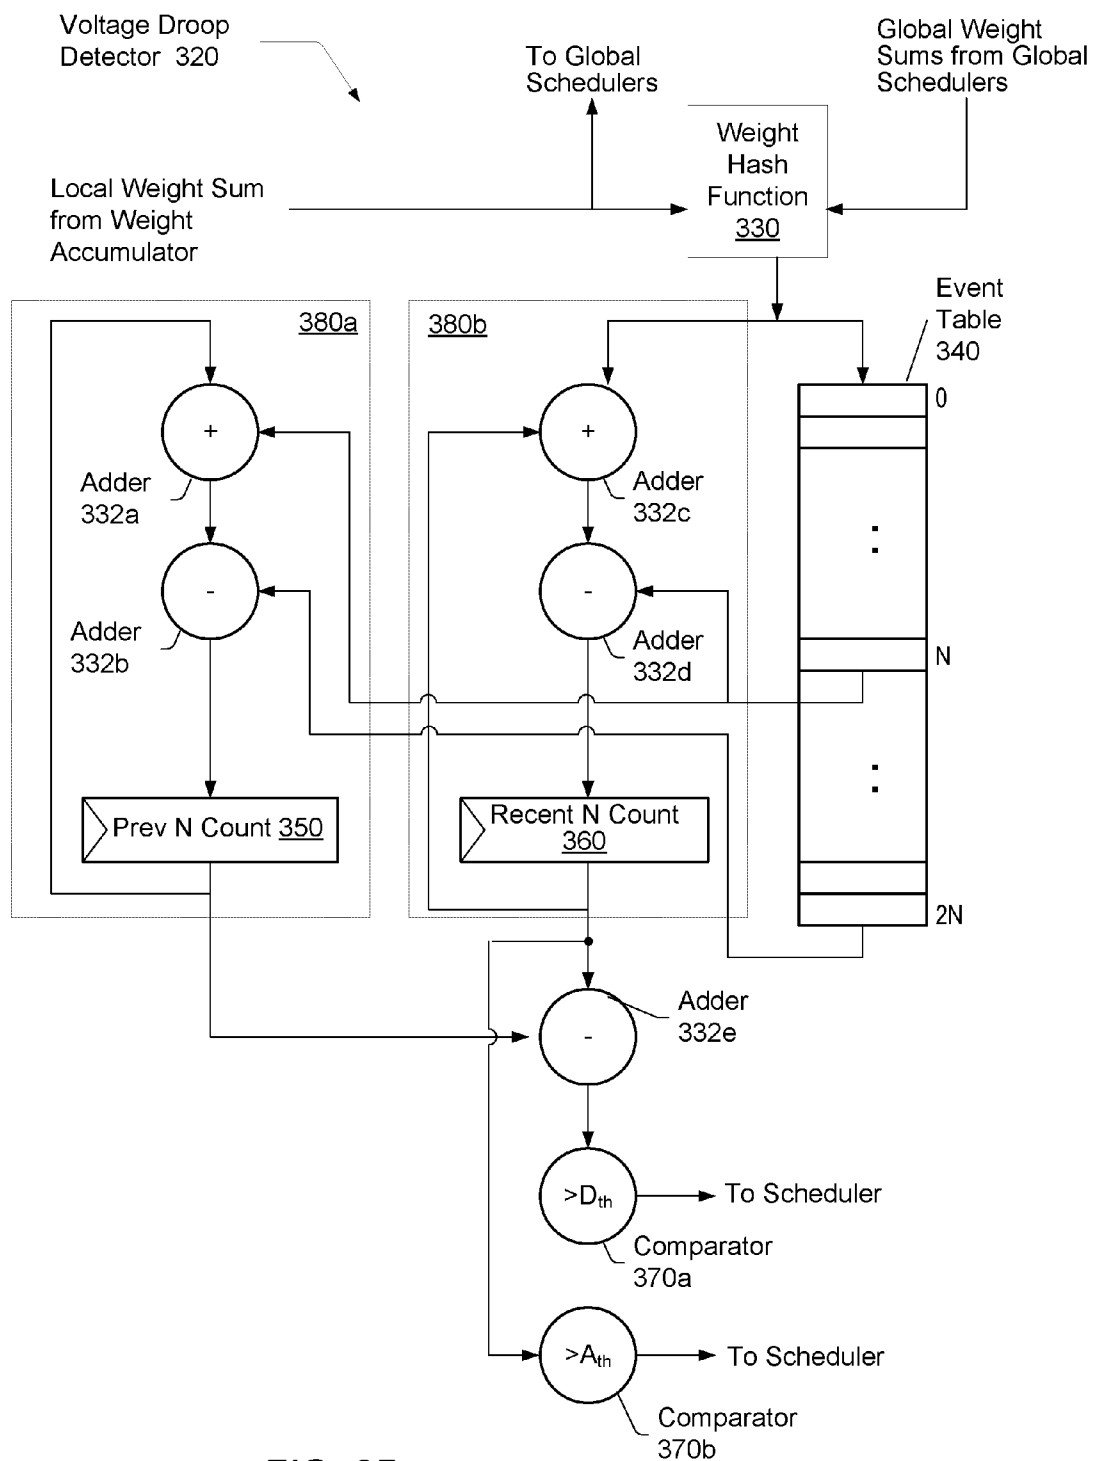 Voltage Droop
Detector 320
To Global
Schedulers
Global Weight
Sums from Global
Schedulers
Weight
Hash
Function
330
Local Weight Sum
from Weight
Accumulator
Event
Table
340
380a
380b
0
+
+
Adder
332a
Adder
332c
:
-
-
Adder
332b
Adder
332d
N
:
Prev N Count 350
Recent N Count
360
2N
Adder
332e
-
>Dth
To Scheduler
Comparator
370a
>Ath
To Scheduler
Comparator
370b